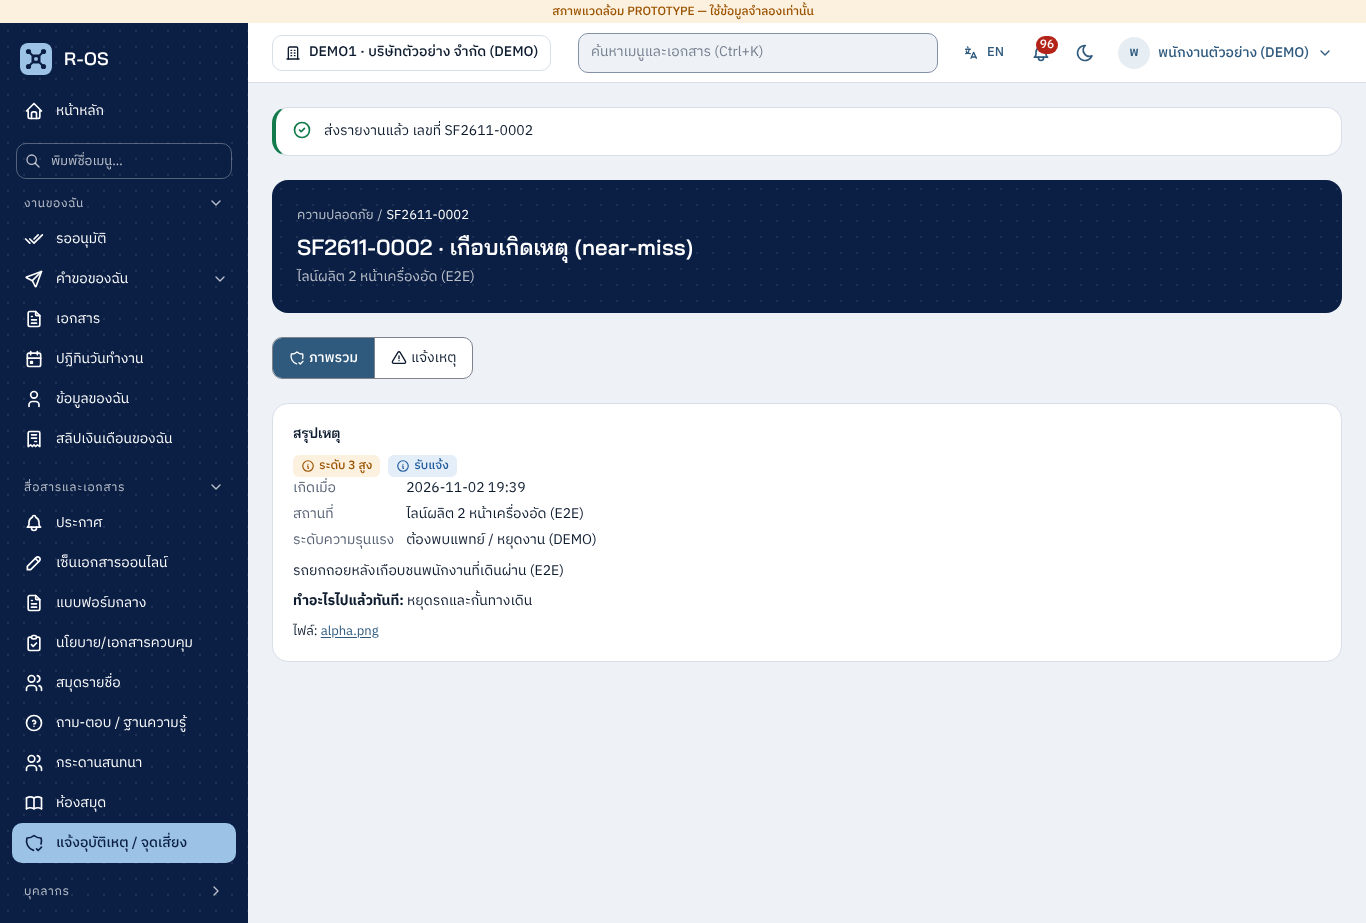 สภาพแวดล้อม PROTOTYPE — ใช้ข้อมูลจำลองเท่านั้น
R-OS
DEMO1 · บริษัทตัวอย่าง จำกัด (DEMO)
ค้นหาเมนูและเอกสาร (Ctrl+K)
EN
96
พ
พนักงานตัวอย่าง (DEMO)
หน้าหลัก
พิมพ์ชื่อเมนู...
งานของฉัน
รออนุมัติ
คำขอของฉัน
เอกสาร
ปฏิทินวันทำงาน
ข้อมูลของฉัน
สลิปเงินเดือนของฉัน
สื่อสารและเอกสาร
ประกาศ
เซ็นเอกสารออนไลน์
แบบฟอร์มกลาง
นโยบาย/เอกสารควบคุม
สมุดรายชื่อ
ถาม-ตอบ / ฐานความรู้
กระดานสนทนา
ห้องสมุด
แจ้งอุบัติเหตุ / จุดเสี่ยง
บุคลากร
ส่งรายงานแล้ว เลขที่ SF2611-0002
ความปลอดภัย / SF2611-0002
SF2611-0002 · เกือบเกิดเหตุ (near-miss)
ไลน์ผลิต 2 หน้าเครื่องอัด (E2E)
ภาพรวม
แจ้งเหตุ
สรุปเหตุ
ระดับ 3 สูง
รับแจ้ง
เกิดเมื่อ 2026-11-02 19:39
สถานที่ ไลน์ผลิต 2 หน้าเครื่องอัด (E2E)
ระดับความรุนแรง ต้องพบแพทย์ / หยุดงาน (DEMO)
รถยกถอยหลังเกือบชนพนักงานที่เดินผ่าน (E2E)
ทำอะไรไปแล้วทันที: หยุดรถและกั้นทางเดิน
ไฟล์: alpha.png